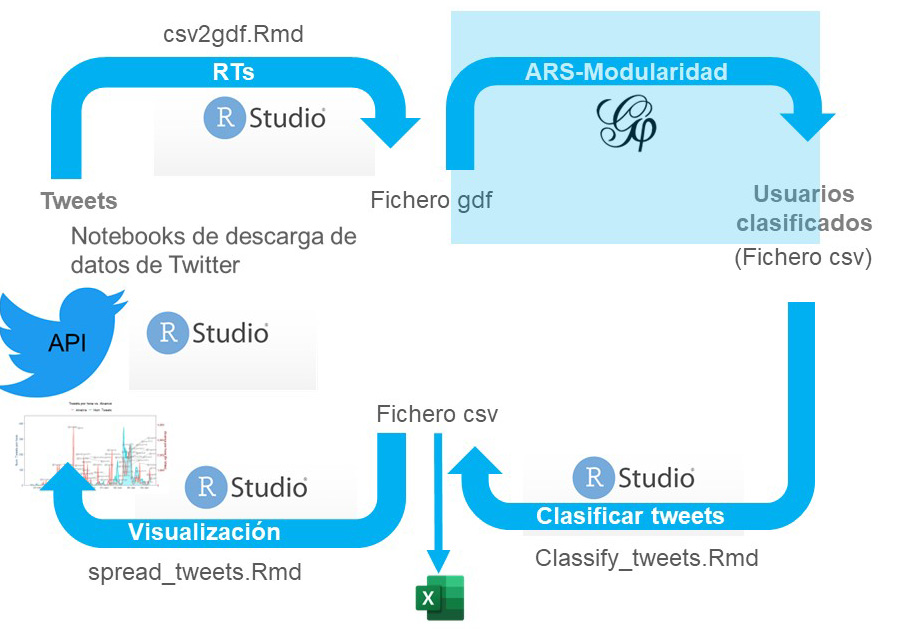 csv2gdf.Rmd
RTs
ARS-Modularidad
R Studio
Tweets
Fichero gdf
Usuarios
clasificados
(Fichero csv)
Notebooks de descarga de
datos de Twitter
API
R Studio
Fichero csv
R Studio
Visualización
spread_tweets.Rmd
R Studio
Clasificar tweets
Classify_tweets.Rmd
X